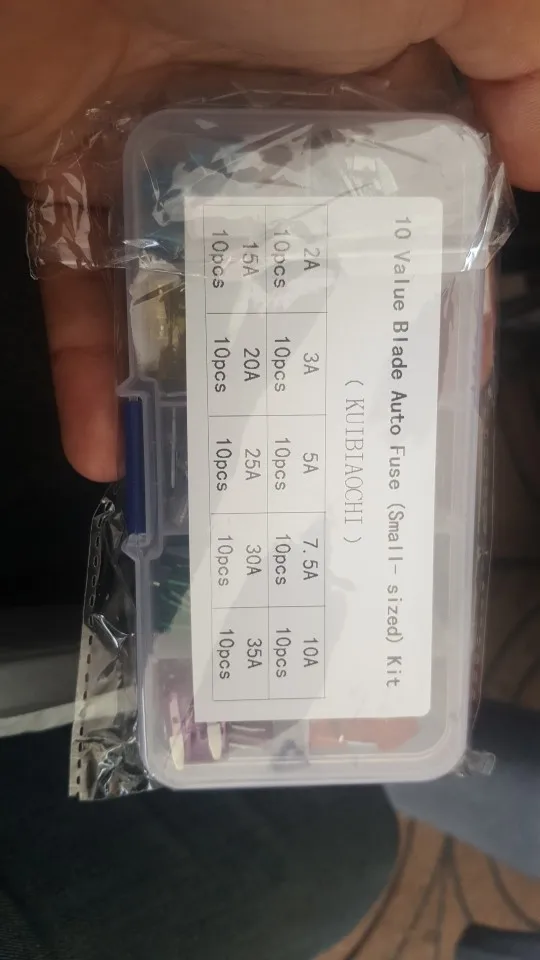 10 Value Blade Auto Fuse (Small- sized) Kit
( KUIBIAOCHI )
2A 3A 5A 7.5A 10A
10pcs 10pcs 10pcs 10pcs 10pcs
15A 20A 25A 30A 35A
10pcs 10pcs 10pcs 10pcs 10pcs